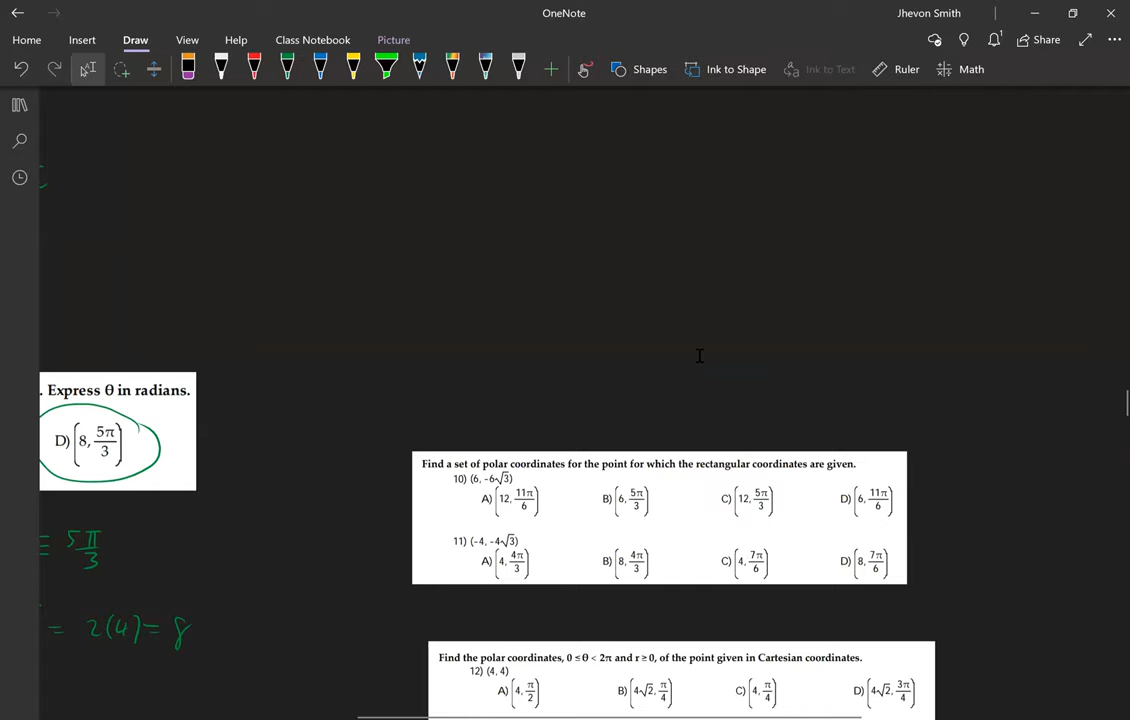 OneNote
Jhevon Smith
Home Insert Draw View Help Class Notebook Picture
Share
Shapes Ink to Shape Ink to Text Ruler Math
. Express θ in radians.
D) [8, 5π/3]
≡ 5π/3
= 2(4) = 8
Find a set of polar coordinates for the point for which the rectangular coordinates are given.
10) (6, -6√3)
A) [12, 11π/6] B) [6, 5π/3] C) [12, 5π/3] D) [6, 11π/6]
11) (-4, -4√3)
A) [4, 4π/3] B) [8, 4π/3] C) [4, 7π/6] D) [8, 7π/6]
Find the polar coordinates, 0 ≤ θ < 2π and r ≥ 0, of the point given in Cartesian coordinates.
12) (4, 4)
A) [4, π/2] B) [4√2, π/4] C) [4, π/4] D) [4√2, 3π/4]